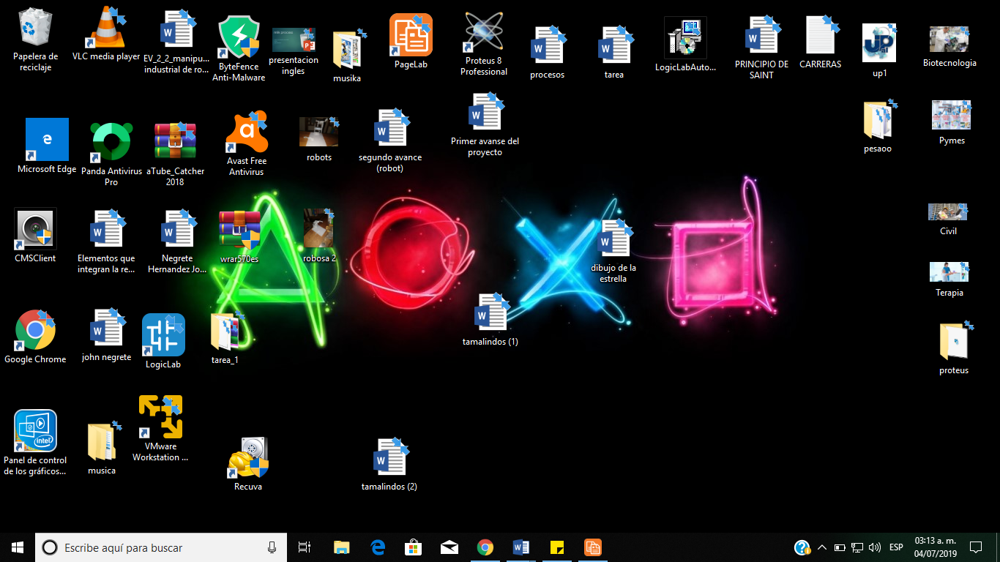 Papelera de
reciclaje
VLC media player
EV_2_2_manipu...
industrial de ro...
ByteFence
Anti-Malware
presentacion
ingles
musika
PageLab
Proteus 8
Professional
procesos
tarea
LogicLabAuto...
PRINCIPIO DE
SAINT
CARRERAS
up1
Biotecnologia
Microsoft Edge
Panda Antivirus
Pro
aTube_Catcher
2018
Avast Free
Antivirus
robots
segundo avance
(robot)
Primer avanse del
proyecto
pesaoo
Pymes
CMSClient
Elementos que
integran la re...
Negrete
Hernandez Jo...
wrar570es
robosa 2
dibujo de la
estrella
Civil
Terapia
Google Chrome
john negrete
LogicLab
tarea_1
tamalindos (1)
proteus
intel
Panel de control
de los gráficos...
musica
VMware
Workstation ...
Recuva
tamalindos (2)
Escribe aquí para buscar
ESP
03:13 a. m.
04/07/2019